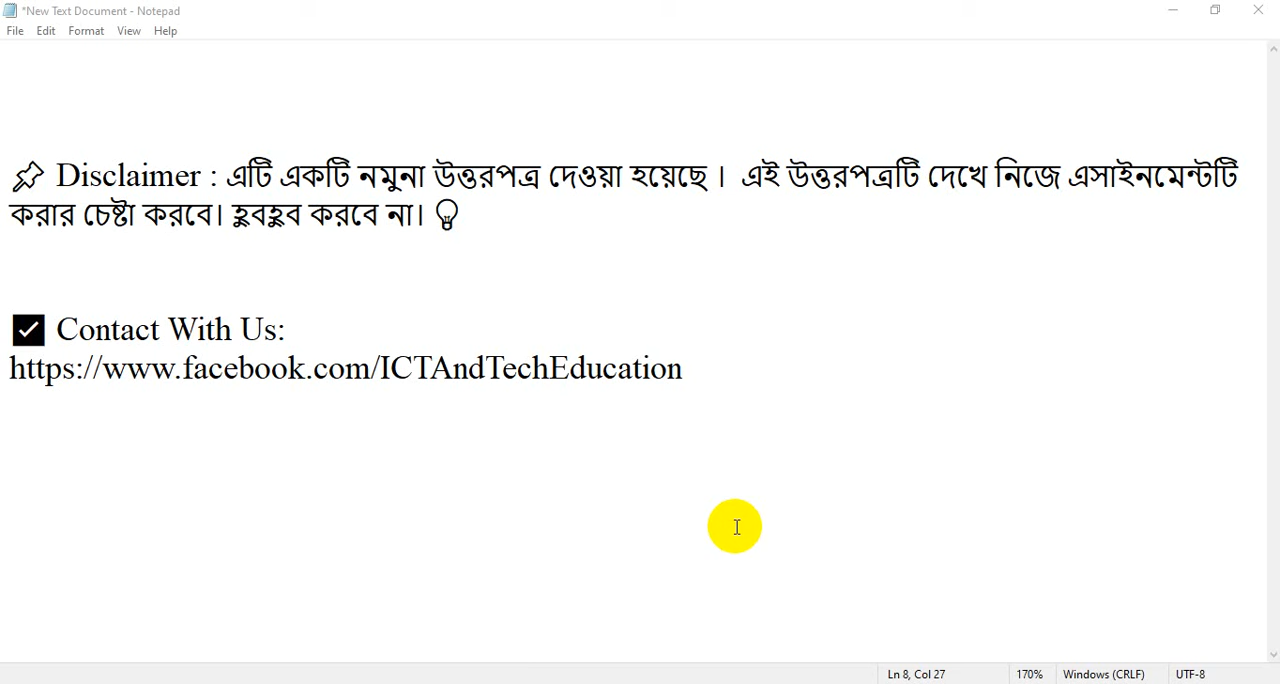 *New Text Document - Notepad
File Edit Format View Help
📌 Disclaimer : এটি একটি নমুনা উত্তরপত্র দেওয়া হয়েছে । এই উত্তরপত্রটি দেখে নিজে এসাইনমেন্টটি
করার চেষ্টা করবে। হুবহুব করবে না। 💡
☑ Contact With Us:
https://www.facebook.com/ICTAndTechEducation
Ln 8, Col 27 170% Windows (CRLF) UTF-8